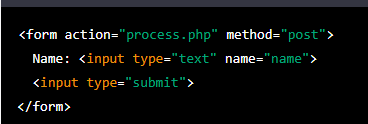 <form action="process.php" method="post">
Name: <input type="text" name="name">
<input type="submit">
</form>